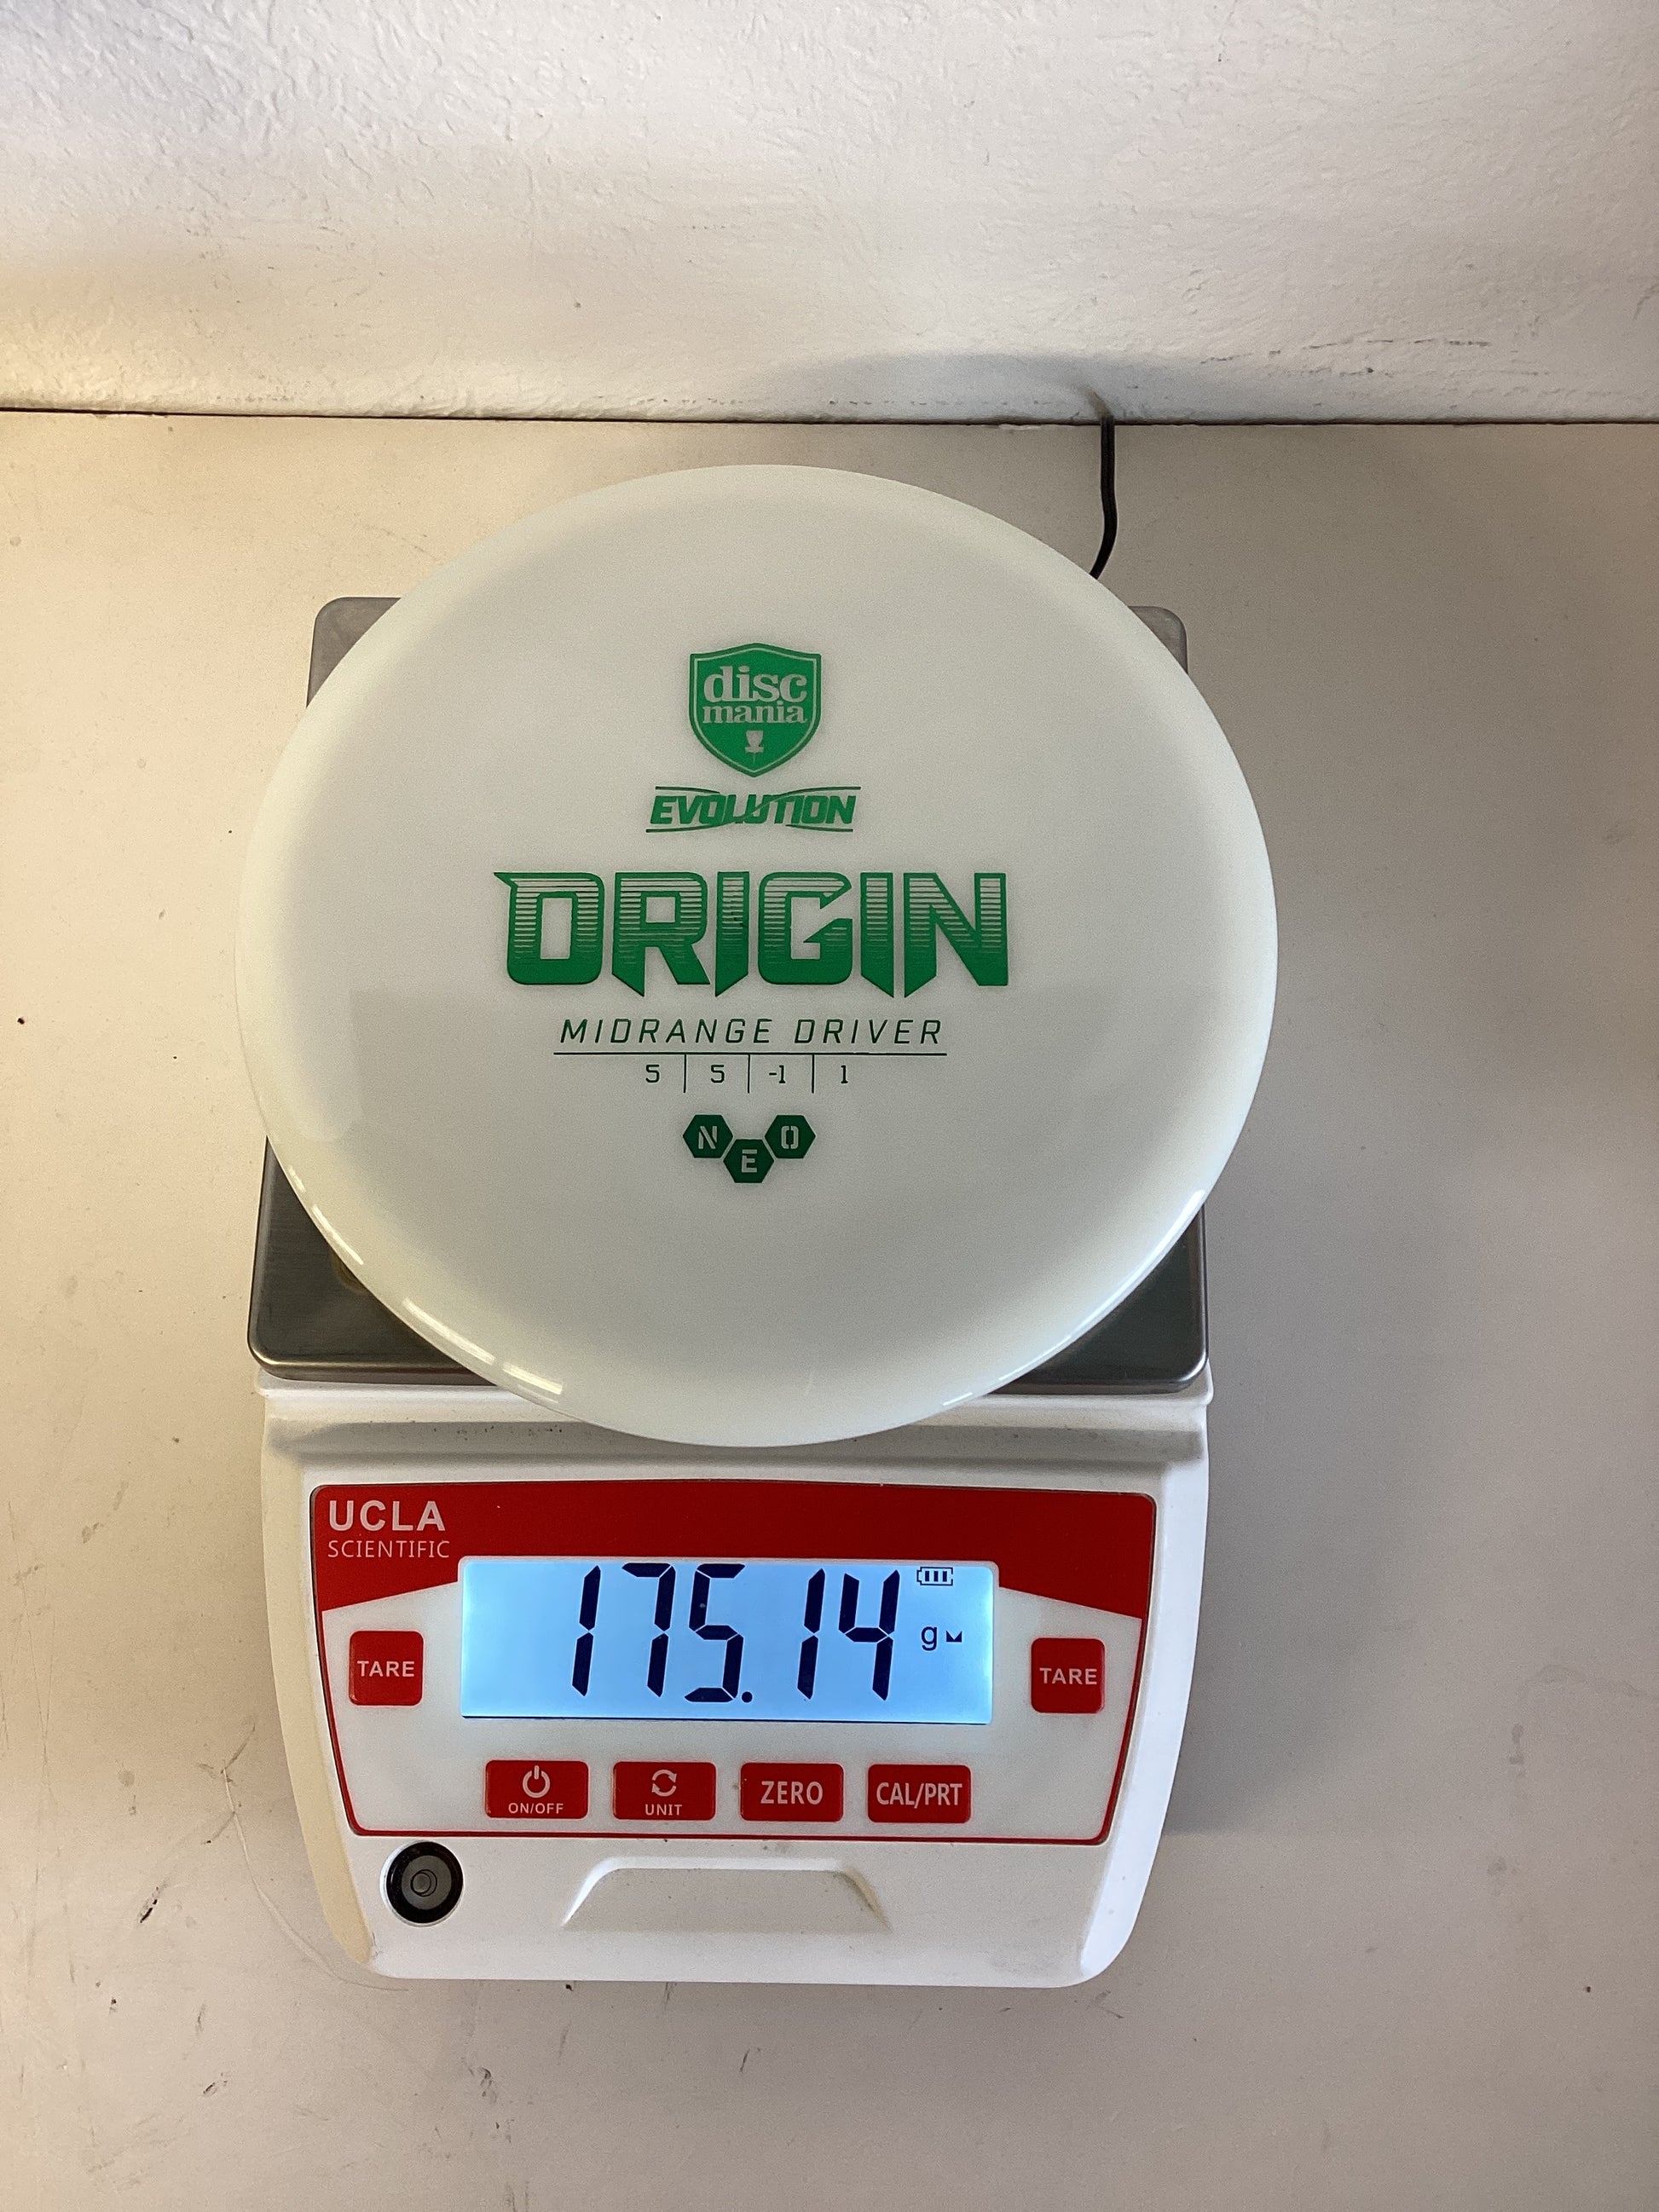 disc
mania
EVOLUTION
ORIGIN
MIDRANGE DRIVER
5 5 -1 1
NEO
UCLA
SCIENTIFIC
175.14 g
TARE
TARE
ON/OFF UNIT ZERO CAL/PRT